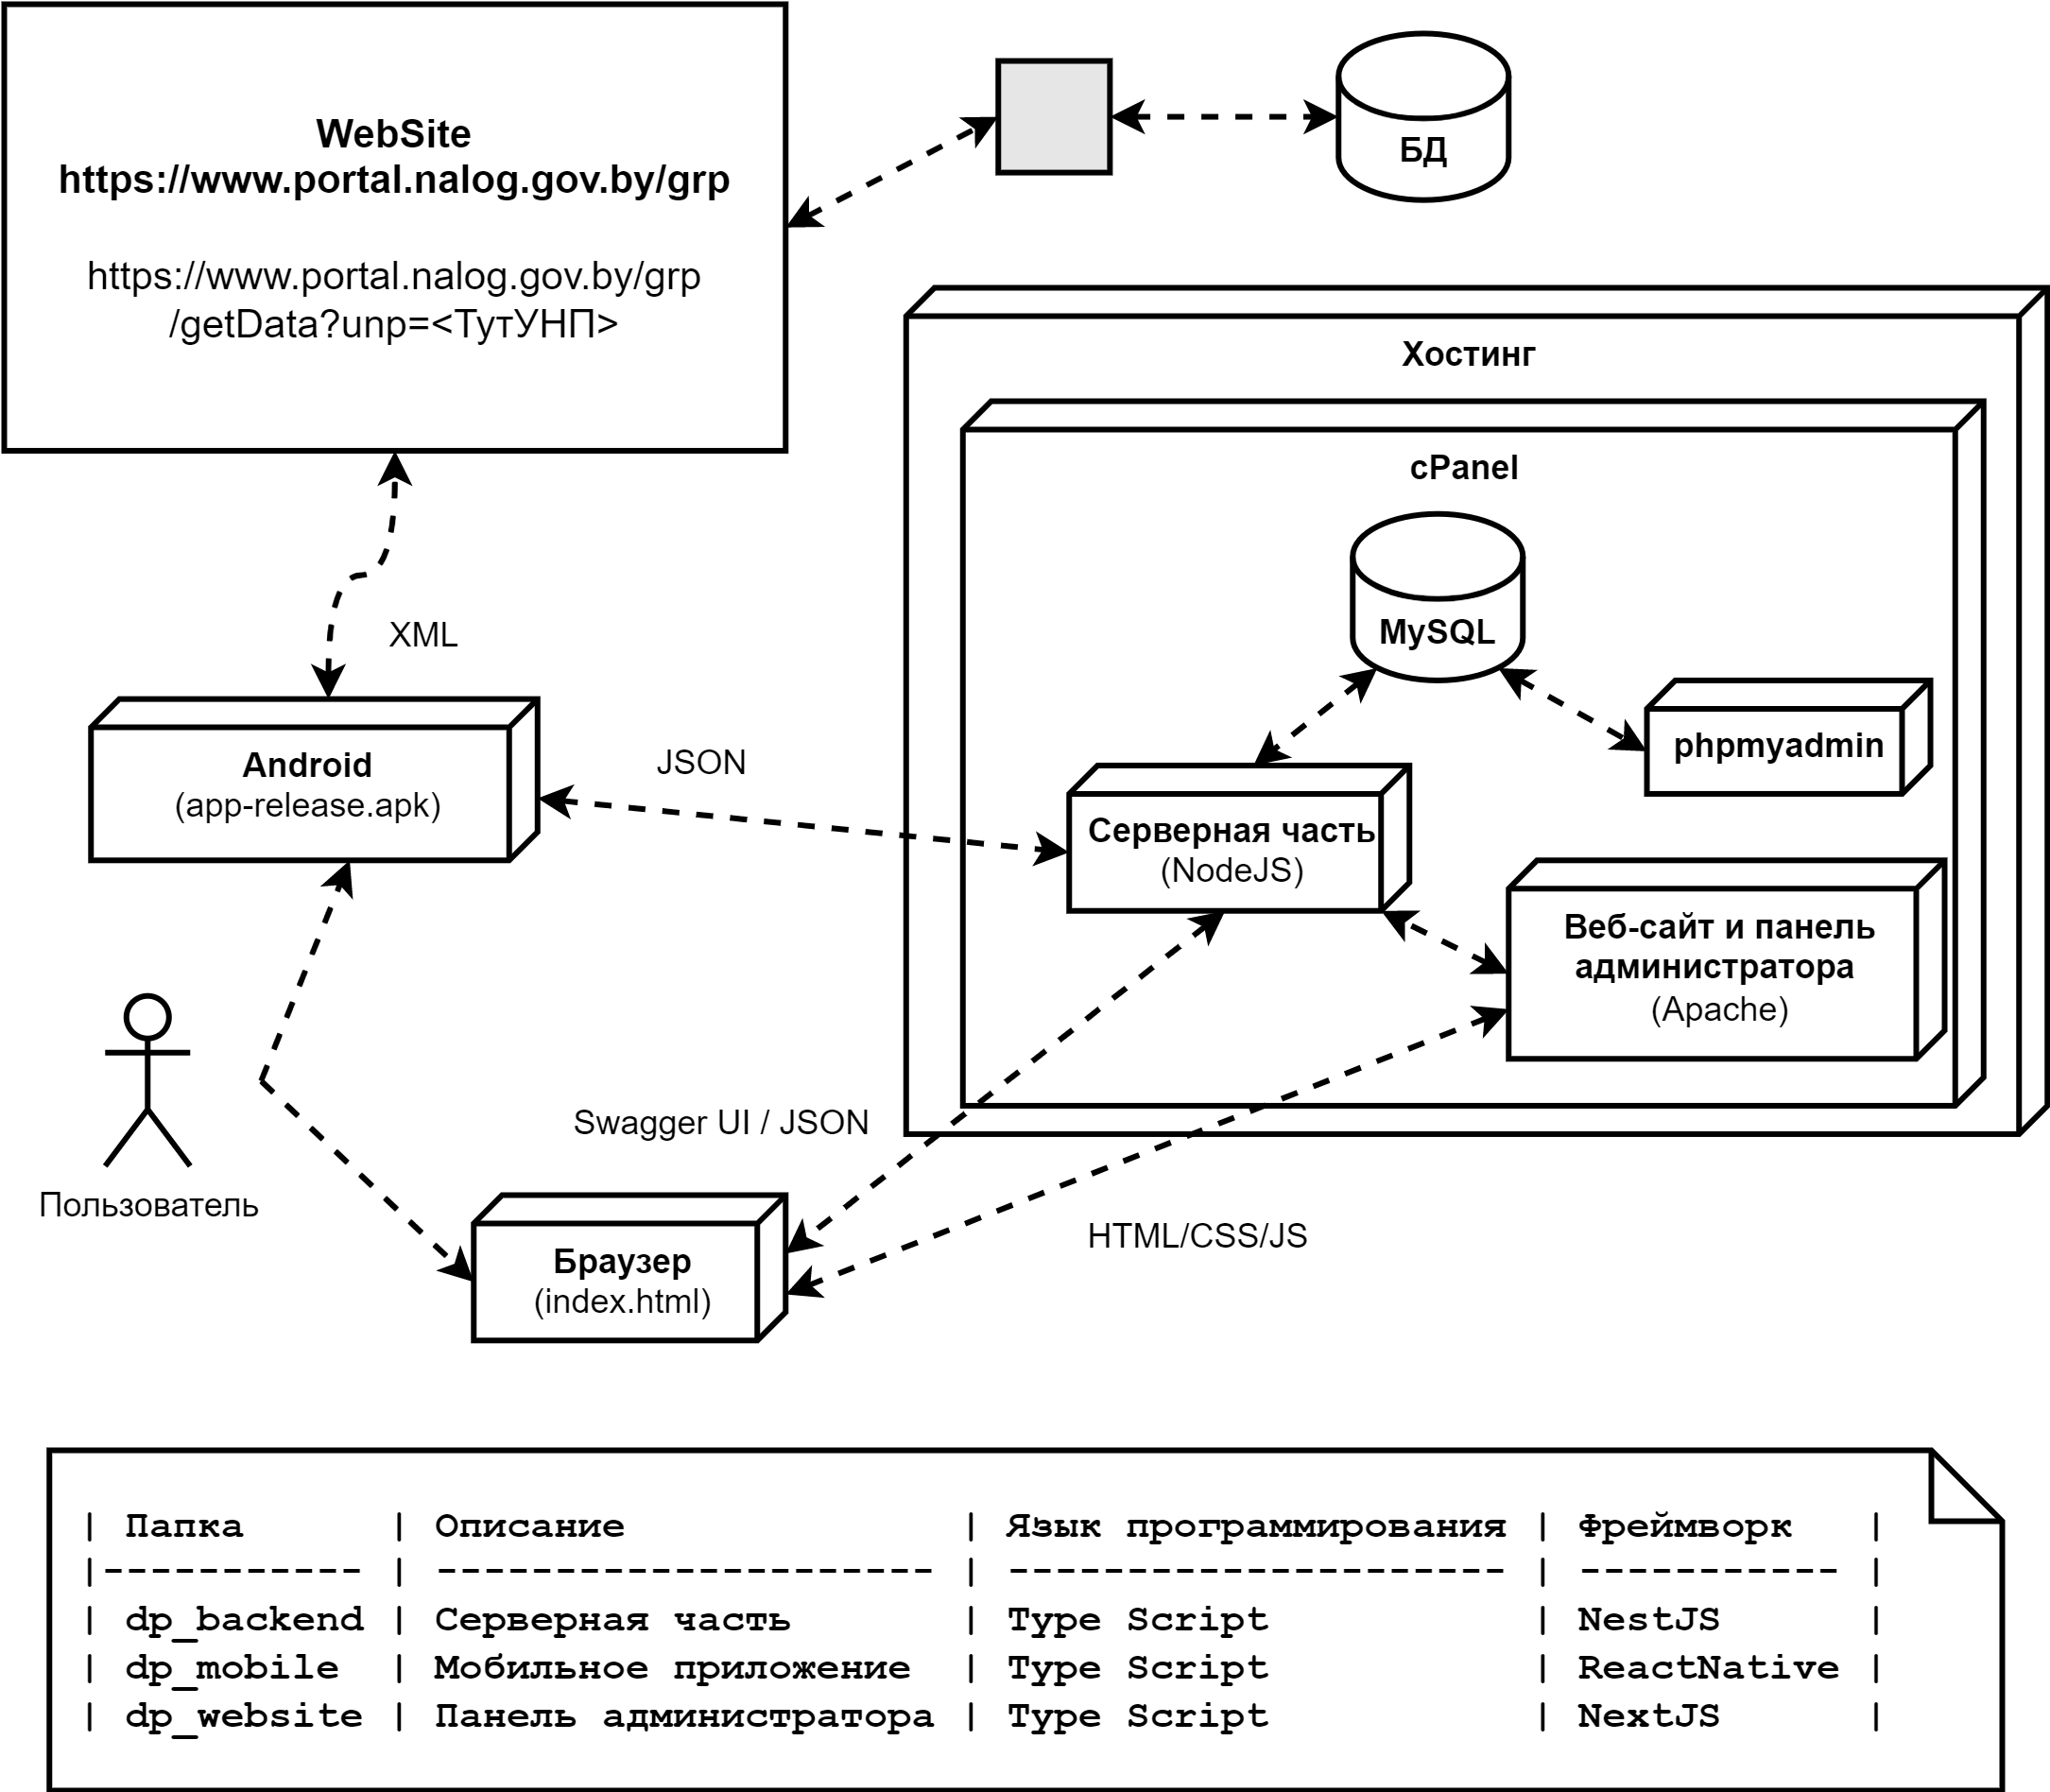 WebSite
https://www.portal.nalog.gov.by/grp
https://www.portal.nalog.gov.by/grp
/getData?unp=<ТутУНП>
БД
Хостинг
cPanel
MySQL
phpmyadmin
XML
Android
(app-release.apk)
JSON
Серверная часть
(NodeJS)
Веб-сайт и панель
администратора
(Apache)
Пользователь
Swagger UI / JSON
HTML/CSS/JS
Браузер
(index.html)
| Папка | Описание | Язык программирования | Фреймворк |
|----------- | --------------------- | --------------------- | ----------- |
| dp_backend | Серверная часть | Type Script | NestJS |
| dp_mobile | Мобильное приложение | Type Script | ReactNative |
| dp_website | Панель администратора | Type Script | NextJS |